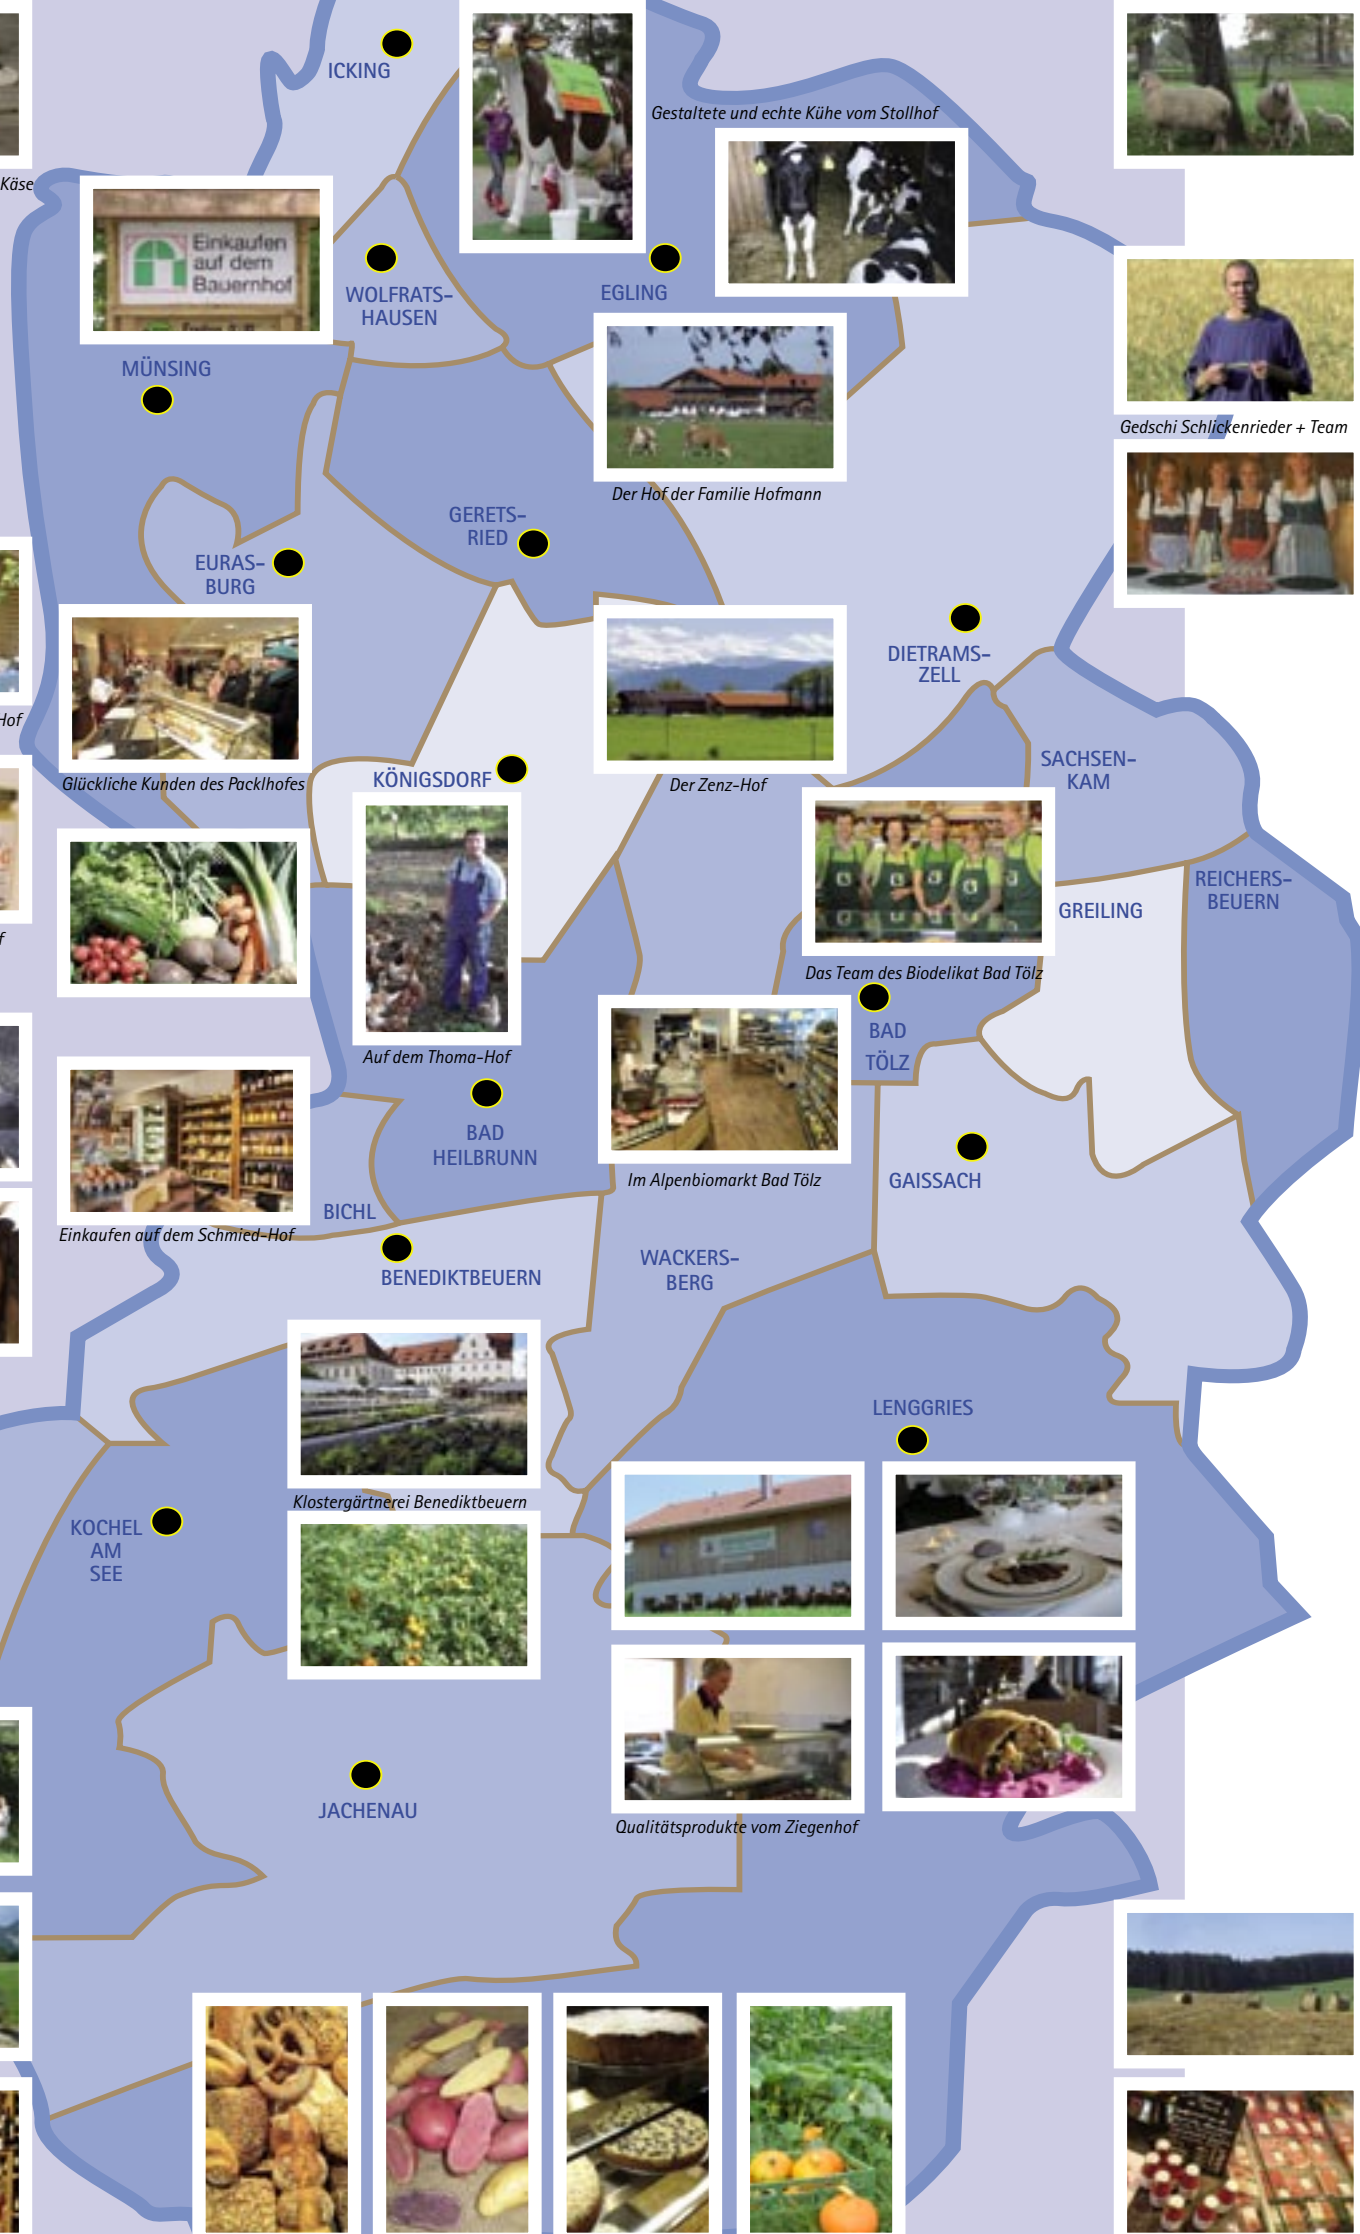 ICKING
Gestaltete und echte Kühe vom Stollhof
Käse
Einkaufen
auf dem
Bauernhof
WOLFRATS-
HAUSEN
EGLING
MÜNSING
Gedschi Schlickenrieder + Team
Der Hof der Familie Hofmann
GERETS-
RIED
EURAS-
BURG
DIETRAMS-
ZELL
Hof
SACHSEN-
KAM
KÖNIGSDORF
Glückliche Kunden des Packlhofes
Der Zenz-Hof
REICHERS-
BEUERN
GREILING
f
Das Team des Biodelikat Bad Tölz
BAD
TÖLZ
Auf dem Thoma-Hof
BAD
HEILBRUNN
Im Alpenbiomarkt Bad Tölz
GAISSACH
BICHL
Einkaufen auf dem Schmied-Hof
BENEDIKTBEUERN
WACKERS-
BERG
LENGGRIES
Klostergärtnerei Benediktbeuern
KOCHEL
AM
SEE
JACHENAU
Qualitätsprodukte vom Ziegenhof